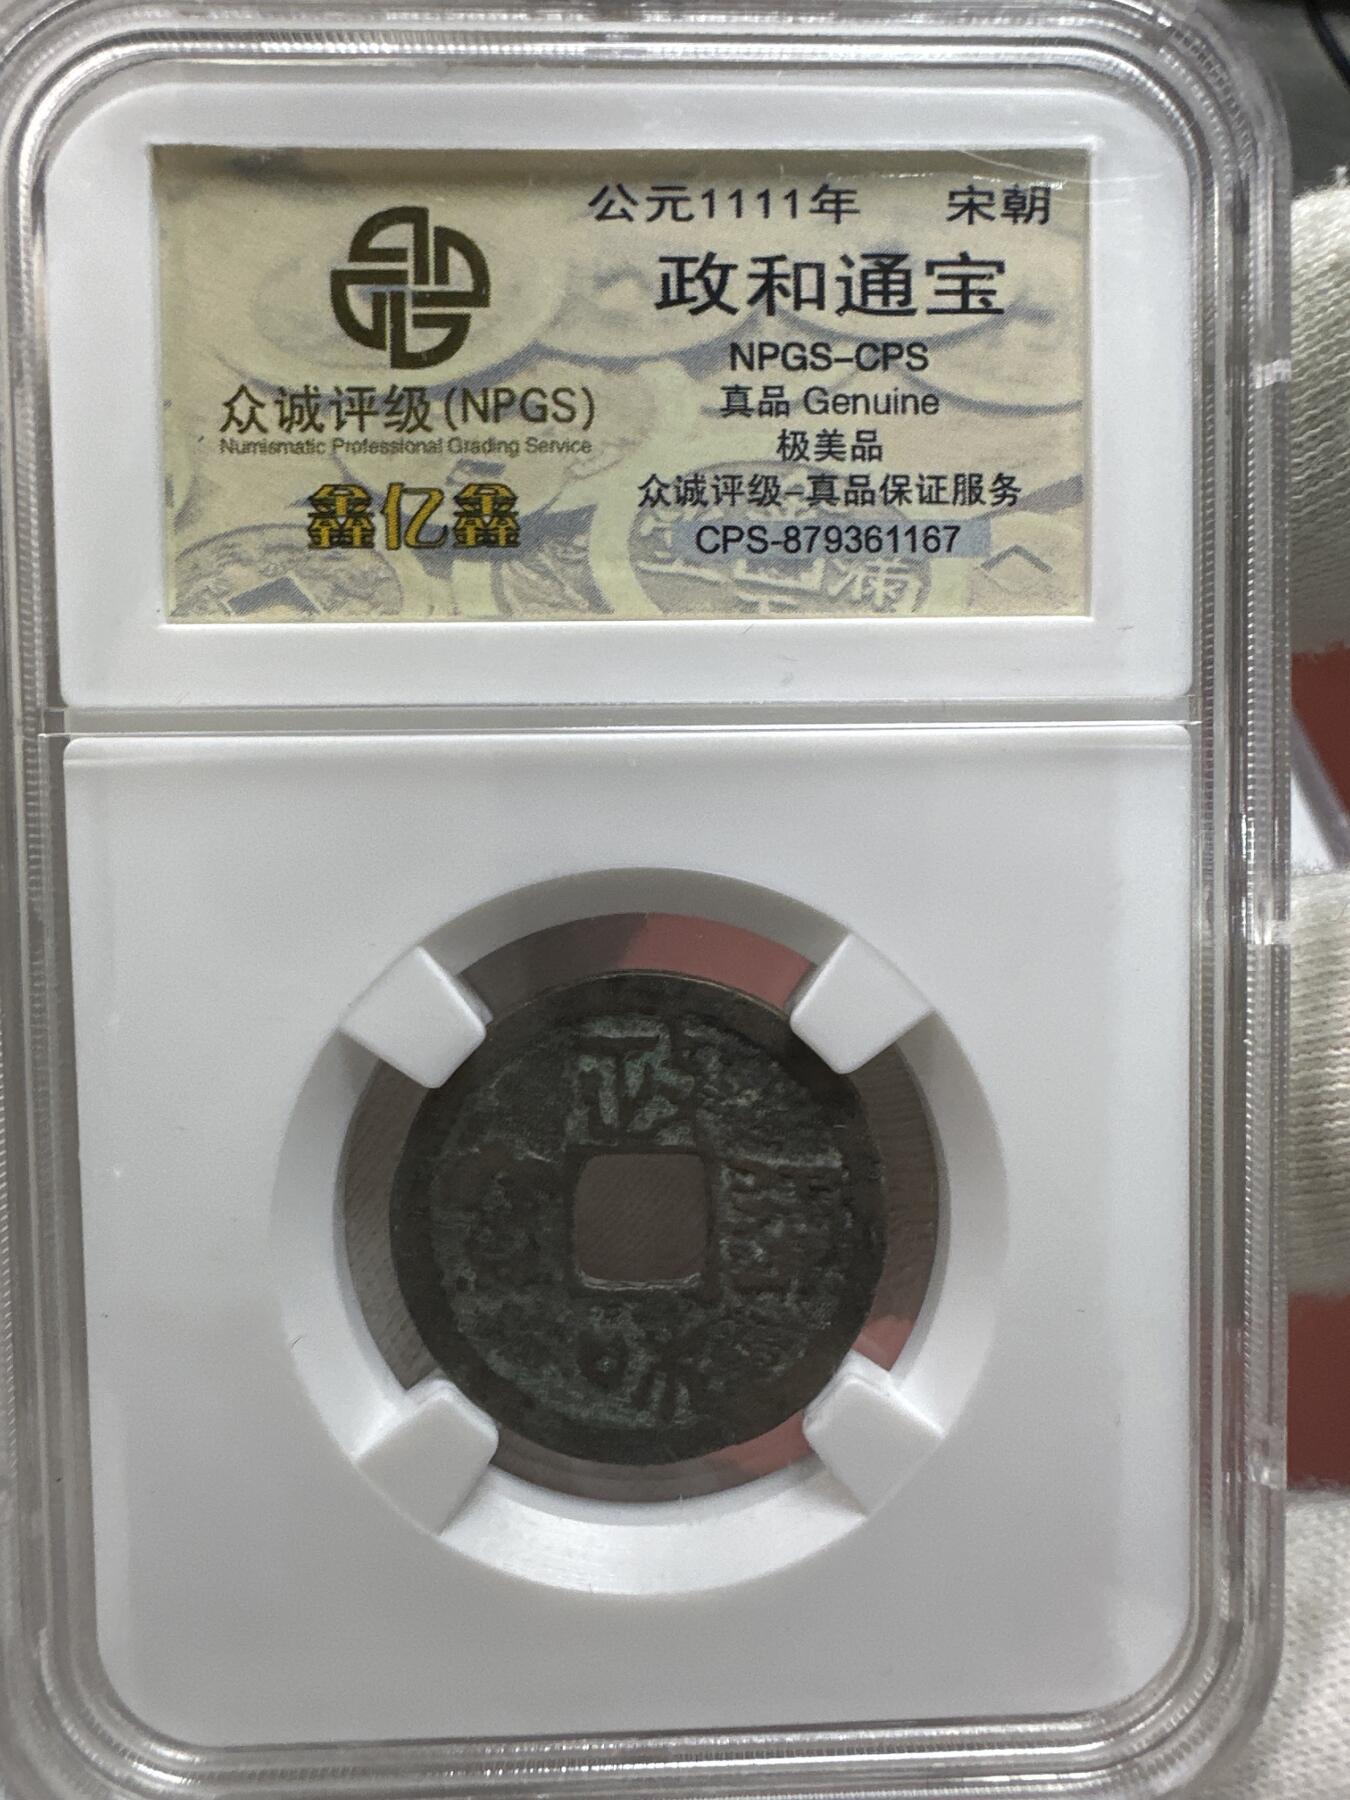 公元1111年 宋朝
政和通宝
NPGS-CPS
真品 Genuine
极美品
众诚评级-真品保证服务
CPS-879361167
众诚评级(NPGS)
Numismatic Professional Grading Service
鑫亿鑫
政
和